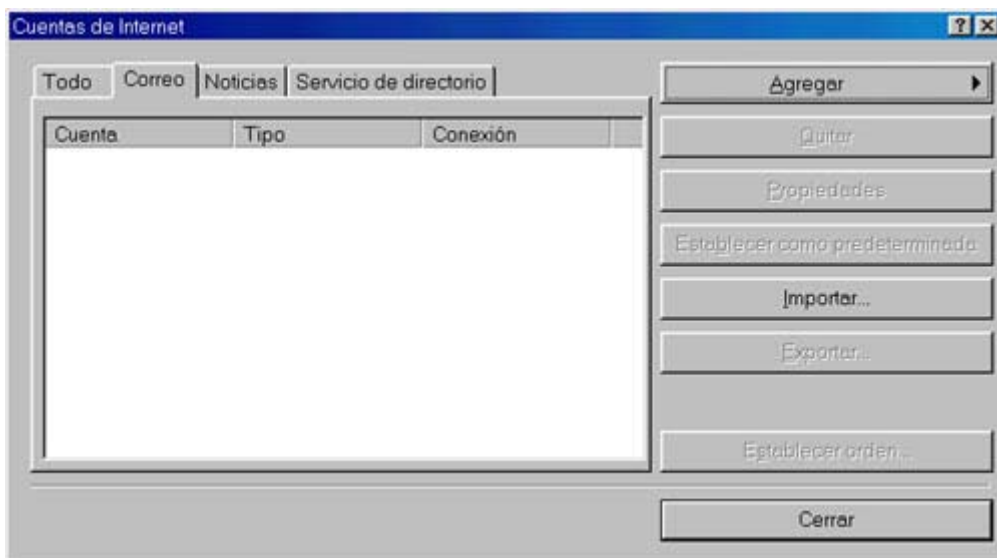 Cuentas de Internet
Todo Correo Noticias Servicio de directorio
Cuenta Tipo Conexión
Agregar
Quitar
Propiedades
Establecer como predeterminada
Importar...
Exportar...
Establecer orden...
Cerrar